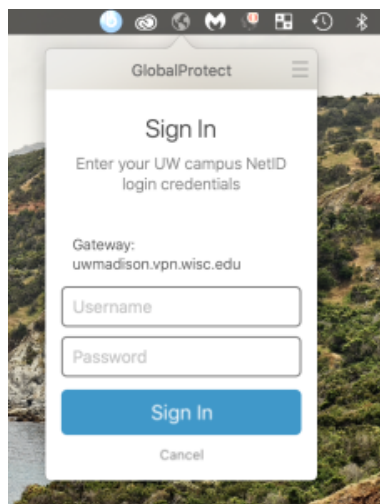 GlobalProtect
Sign In
Enter your UW campus NetID
login credentials
Gateway:
uwmadison.vpn.wisc.edu
Username
Password
Sign In
Cancel